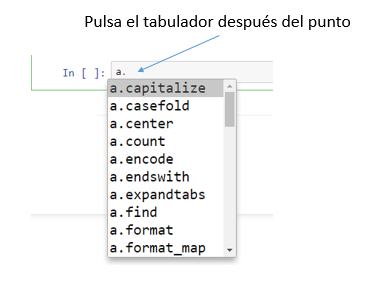 Pulsa el tabulador después del punto
In [ ]: a.
a.capitalize
a.casefold
a.center
a.count
a.encode
a.endswith
a.expandtabs
a.find
a.format
a.format_map